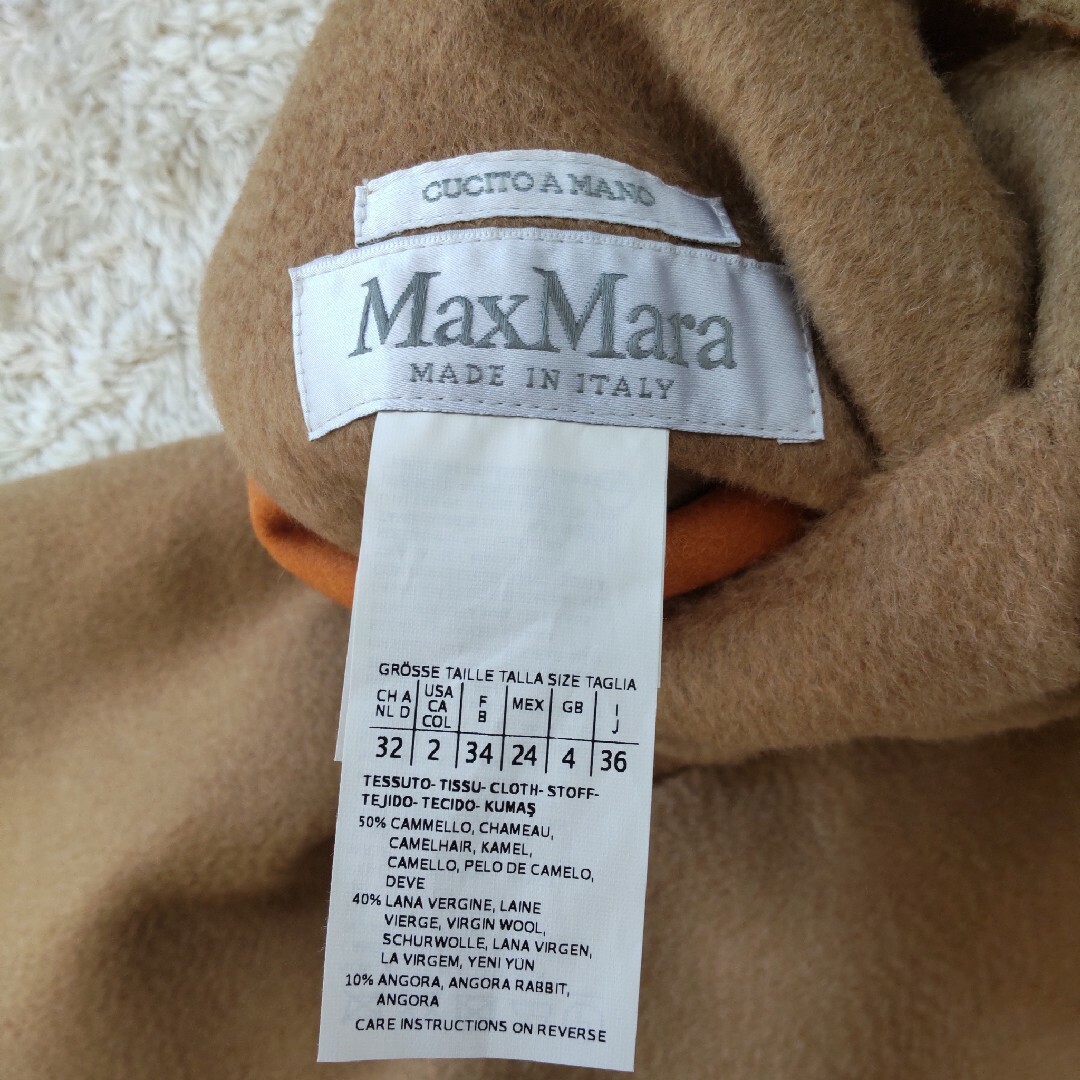 CUCITO A MANO
MaxMara
MADE IN ITALY
GRÖSSE TAILLE TALLA SIZE TAGLIA
CH A NL D USA CA COL F B MEX GB I J
32 2 34 24 4 36
TESSUTO- TISSU- CLOTH- STOFF-
TEJIDO- TECIDO- KUMAŞ
50% CAMMELLO, CHAMEAU,
CAMELHAIR, KAMEL,
CAMELLO, PELO DE CAMELO,
DEVE
40% LANA VERGINE, LAINE
VIERGE, VIRGIN WOOL,
SCHURWOLLE, LANA VIRGEN,
LA VIRGEM, YENI YÜN
10% ANGORA, ANGORA RABBIT,
ANGORA
CARE INSTRUCTIONS ON REVERSE